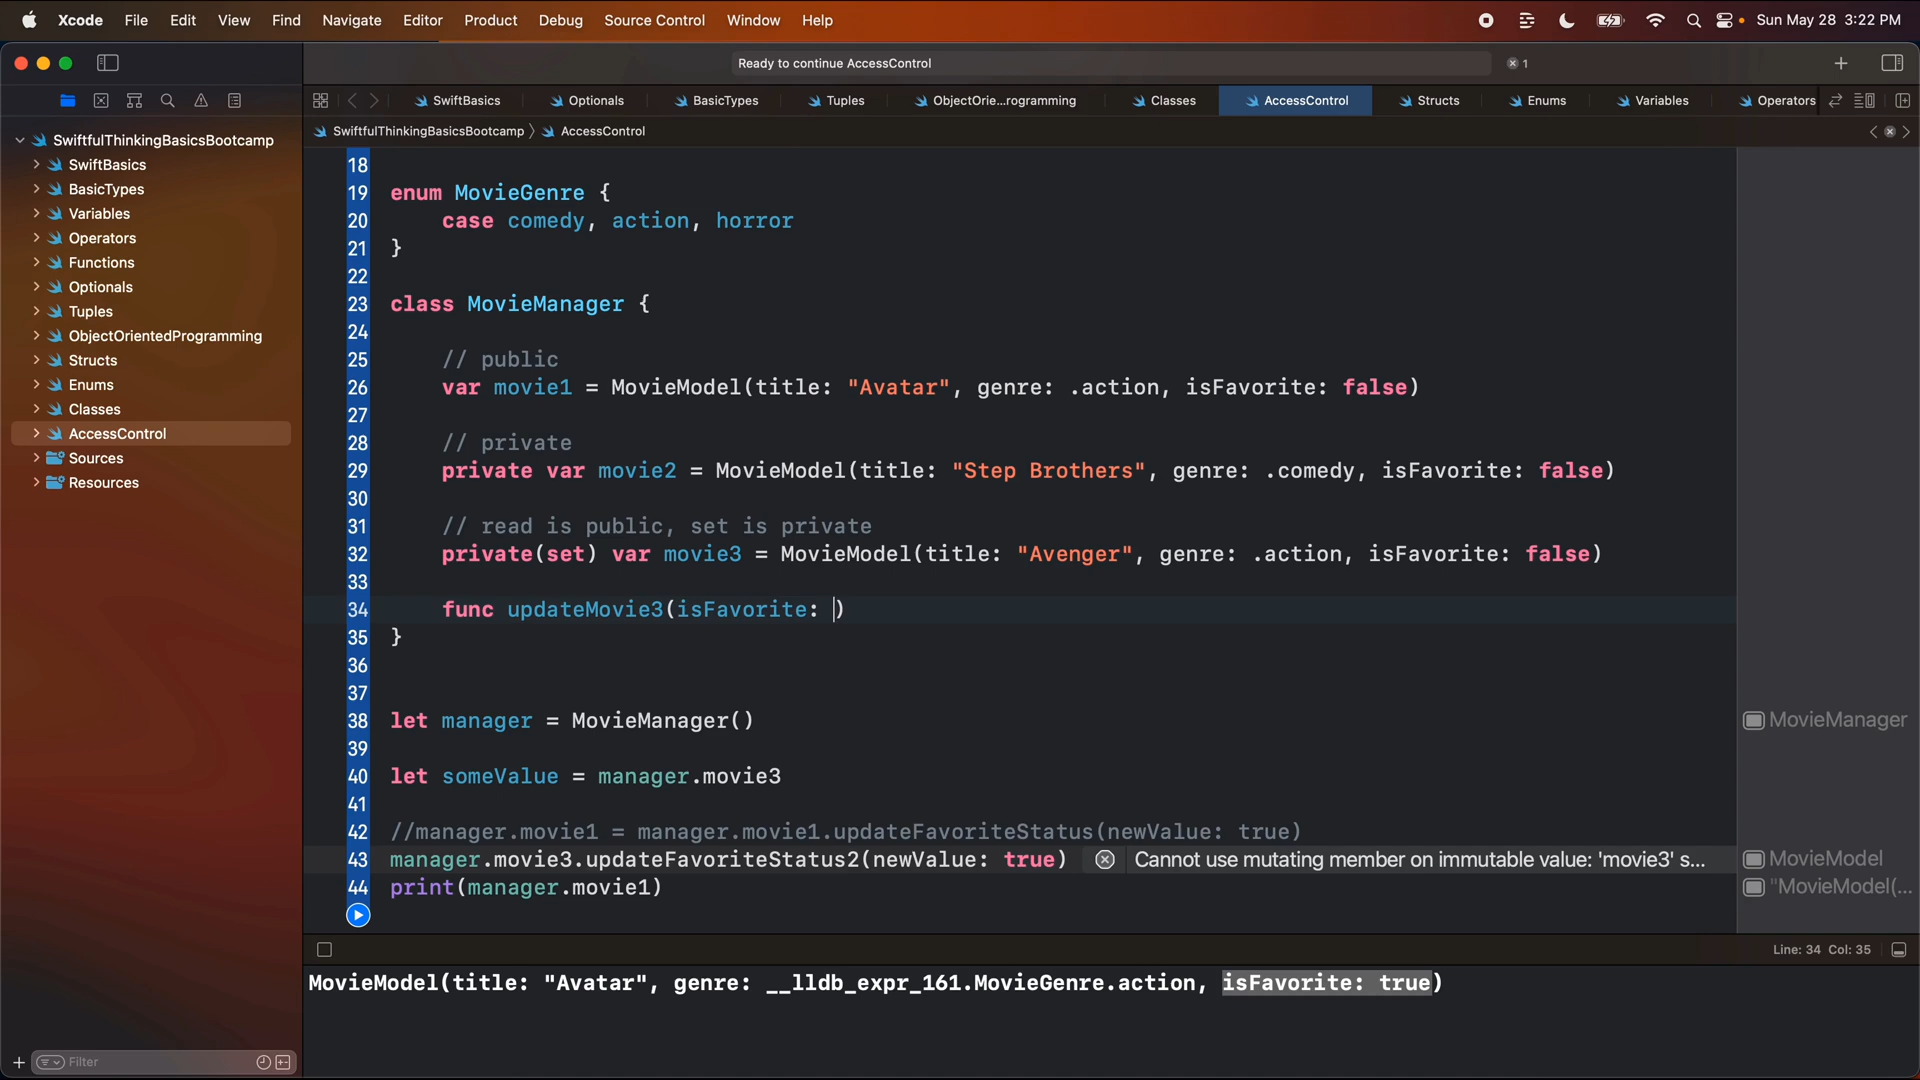 Xcode File Edit View Find Navigate Editor Product Debug Source Control Window Help Sun May 28 3:22 PM
Ready to continue AccessControl 1
SwiftBasics Optionals BasicTypes Tuples ObjectOrie...rogramming Classes AccessControl Structs Enums Variables Operators
SwiftfulThinkingBasicsBootcamp AccessControl
SwiftfulThinkingBasicsBootcamp
SwiftBasics
BasicTypes
Variables
Operators
Functions
Optionals
Tuples
ObjectOrientedProgramming
Structs
Enums
Classes
AccessControl
Sources
Resources
Filter
18
19 enum MovieGenre {
20 case comedy, action, horror
21 }
22
23 class MovieManager {
24
25 // public
26 var movie1 = MovieModel(title: "Avatar", genre: .action, isFavorite: false)
27
28 // private
29 private var movie2 = MovieModel(title: "Step Brothers", genre: .comedy, isFavorite: false)
30
31 // read is public, set is private
32 private(set) var movie3 = MovieModel(title: "Avenger", genre: .action, isFavorite: false)
33
34 func updateMovie3(isFavorite: )
35 }
36
37
38 let manager = MovieManager() MovieManager
39
40 let someValue = manager.movie3
41
42 //manager.movie1 = manager.movie1.updateFavoriteStatus(newValue: true)
43 manager.movie3.updateFavoriteStatus2(newValue: true) Cannot use mutating member on immutable value: 'movie3' s... MovieModel
44 print(manager.movie1) "MovieModel(...
Line: 34 Col: 35
MovieModel(title: "Avatar", genre: __lldb_expr_161.MovieGenre.action, isFavorite: true)